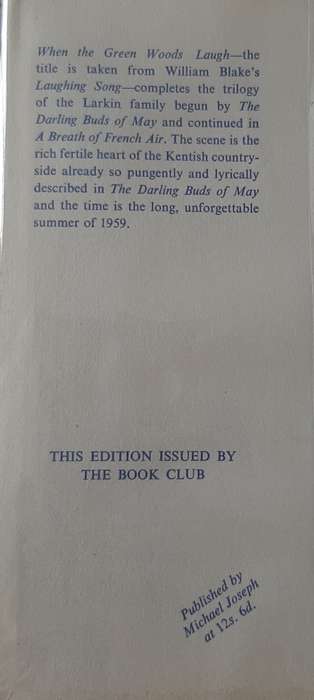 When the Green Woods Laugh—the
title is taken from William Blake's
Laughing Song—completes the trilogy
of the Larkin family begun by The
Darling Buds of May and continued in
A Breath of French Air. The scene is the
rich fertile heart of the Kentish country-
side already so pungently and lyrically
described in The Darling Buds of May
and the time is the long, unforgettable
summer of 1959.
THIS EDITION ISSUED BY
THE BOOK CLUB
Published by
Michael Joseph
at 12s. 6d.